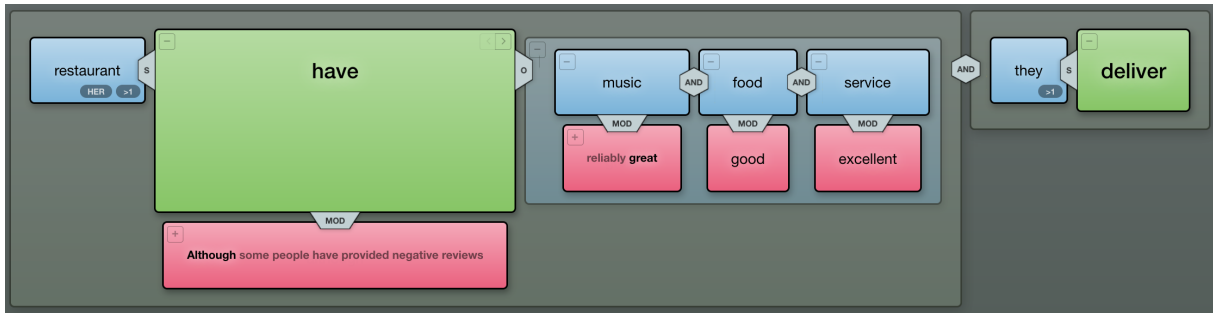 restaurant
HER >1
S
have
O
music
AND
food
AND
service
MOD
MOD
MOD
reliably great
good
excellent
MOD
Although some people have provided negative reviews
AND
they
>1
S
deliver